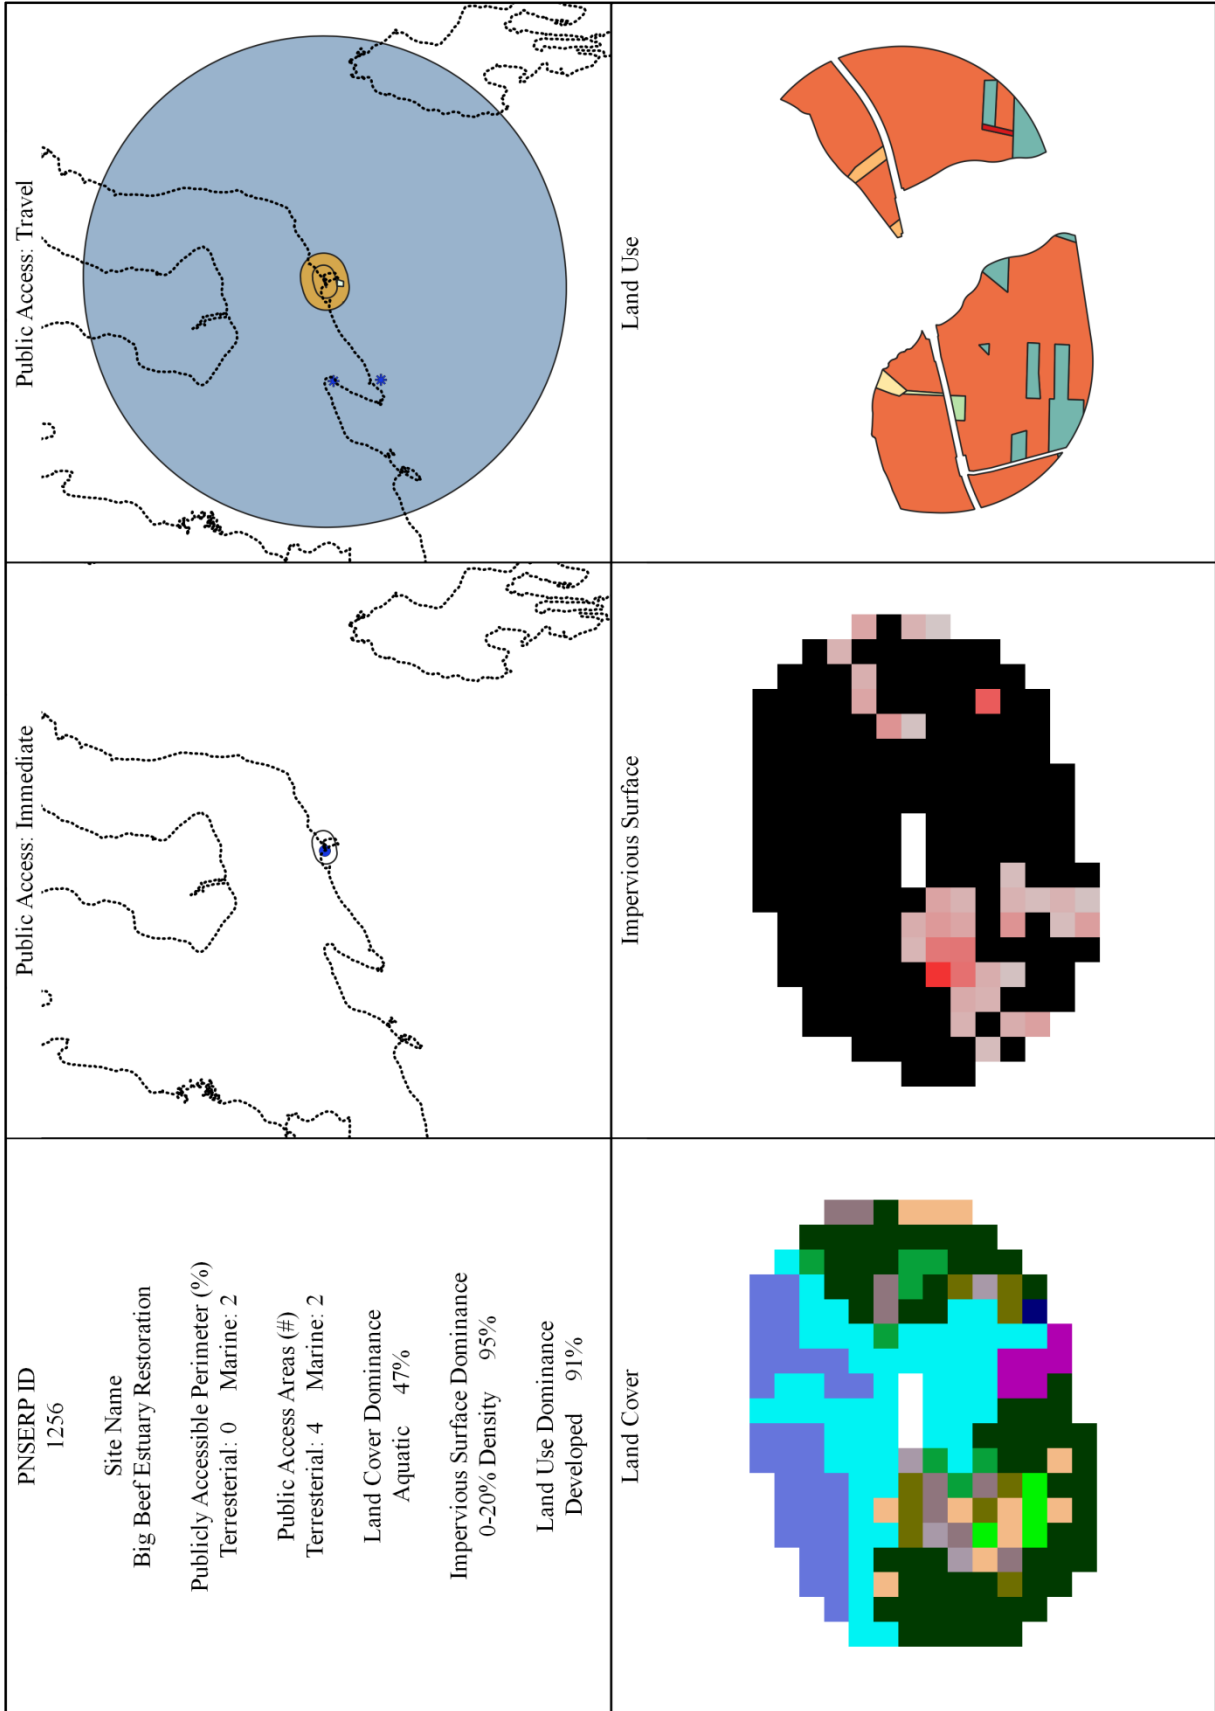 PNSERP ID
1256
Site Name
Big Beef Estuary Restoration
Publicly Accessible Perimeter (%)
Terresterial: 0 Marine: 2
Public Access Areas (#)
Terresterial: 4 Marine: 2
Land Cover Dominance
Aquatic 47%
Impervious Surface Dominance
0-20% Density 95%
Land Use Dominance
Developed 91%
Public Access: Immediate
Public Access: Travel
Land Cover
Impervious Surface
Land Use